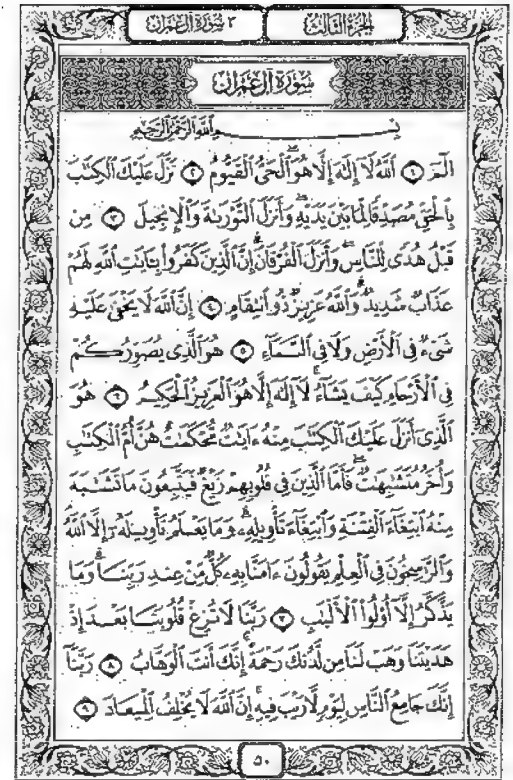 الجزء الثالث
٣ سورة آل عمران
سورة آل عمران
بسم الله الرحمن الرحيم
الٓمٓ ١ ٱللَّهُ لَآ إِلَٰهَ إِلَّا هُوَ ٱلْحَىُّ ٱلْقَيُّومُ ٢ نَزَّلَ عَلَيْكَ ٱلْكِتَٰبَ
بِٱلْحَقِّ مُصَدِّقًا لِّمَا بَيْنَ يَدَيْهِ وَأَنزَلَ ٱلتَّوْرَىٰةَ وَٱلْإِنجِيلَ ٣ مِن
قَبْلُ هُدًى لِّلنَّاسِ وَأَنزَلَ ٱلْفُرْقَانَ إِنَّ ٱلَّذِينَ كَفَرُوا۟ بِـَٔايَٰتِ ٱللَّهِ لَهُمْ
عَذَابٌ شَدِيدٌ وَٱللَّهُ عَزِيزٌ ذُو ٱنتِقَامٍ ٤ إِنَّ ٱللَّهَ لَا يَخْفَىٰ عَلَيْهِ
شَىْءٌ فِى ٱلْأَرْضِ وَلَا فِى ٱلسَّمَآءِ ٥ هُوَ ٱلَّذِى يُصَوِّرُكُمْ
فِى ٱلْأَرْحَامِ كَيْفَ يَشَآءُ لَآ إِلَٰهَ إِلَّا هُوَ ٱلْعَزِيزُ ٱلْحَكِيمُ ٦ هُوَ
ٱلَّذِىٓ أَنزَلَ عَلَيْكَ ٱلْكِتَٰبَ مِنْهُ ءَايَٰتٌ مُّحْكَمَٰتٌ هُنَّ أُمُّ ٱلْكِتَٰبِ
وَأُخَرُ مُتَشَٰبِهَٰتٌ فَأَمَّا ٱلَّذِينَ فِى قُلُوبِهِمْ زَيْغٌ فَيَتَّبِعُونَ مَا تَشَٰبَهَ
مِنْهُ ٱبْتِغَآءَ ٱلْفِتْنَةِ وَٱبْتِغَآءَ تَأْوِيلِهِۦ وَمَا يَعْلَمُ تَأْوِيلَهُۥٓ إِلَّا ٱللَّهُ
وَٱلرَّٰسِخُونَ فِى ٱلْعِلْمِ يَقُولُونَ ءَامَنَّا بِهِۦ كُلٌّ مِّنْ عِندِ رَبِّنَا وَمَا
يَذَّكَّرُ إِلَّآ أُو۟لُوا۟ ٱلْأَلْبَٰبِ ٧ رَبَّنَا لَا تُزِغْ قُلُوبَنَا بَعْدَ إِذْ
هَدَيْتَنَا وَهَبْ لَنَا مِن لَّدُنكَ رَحْمَةً إِنَّكَ أَنتَ ٱلْوَهَّابُ ٨ رَبَّنَآ
إِنَّكَ جَامِعُ ٱلنَّاسِ لِيَوْمٍ لَّا رَيْبَ فِيهِ إِنَّ ٱللَّهَ لَا يُخْلِفُ ٱلْمِيعَادَ ٩
٥٠